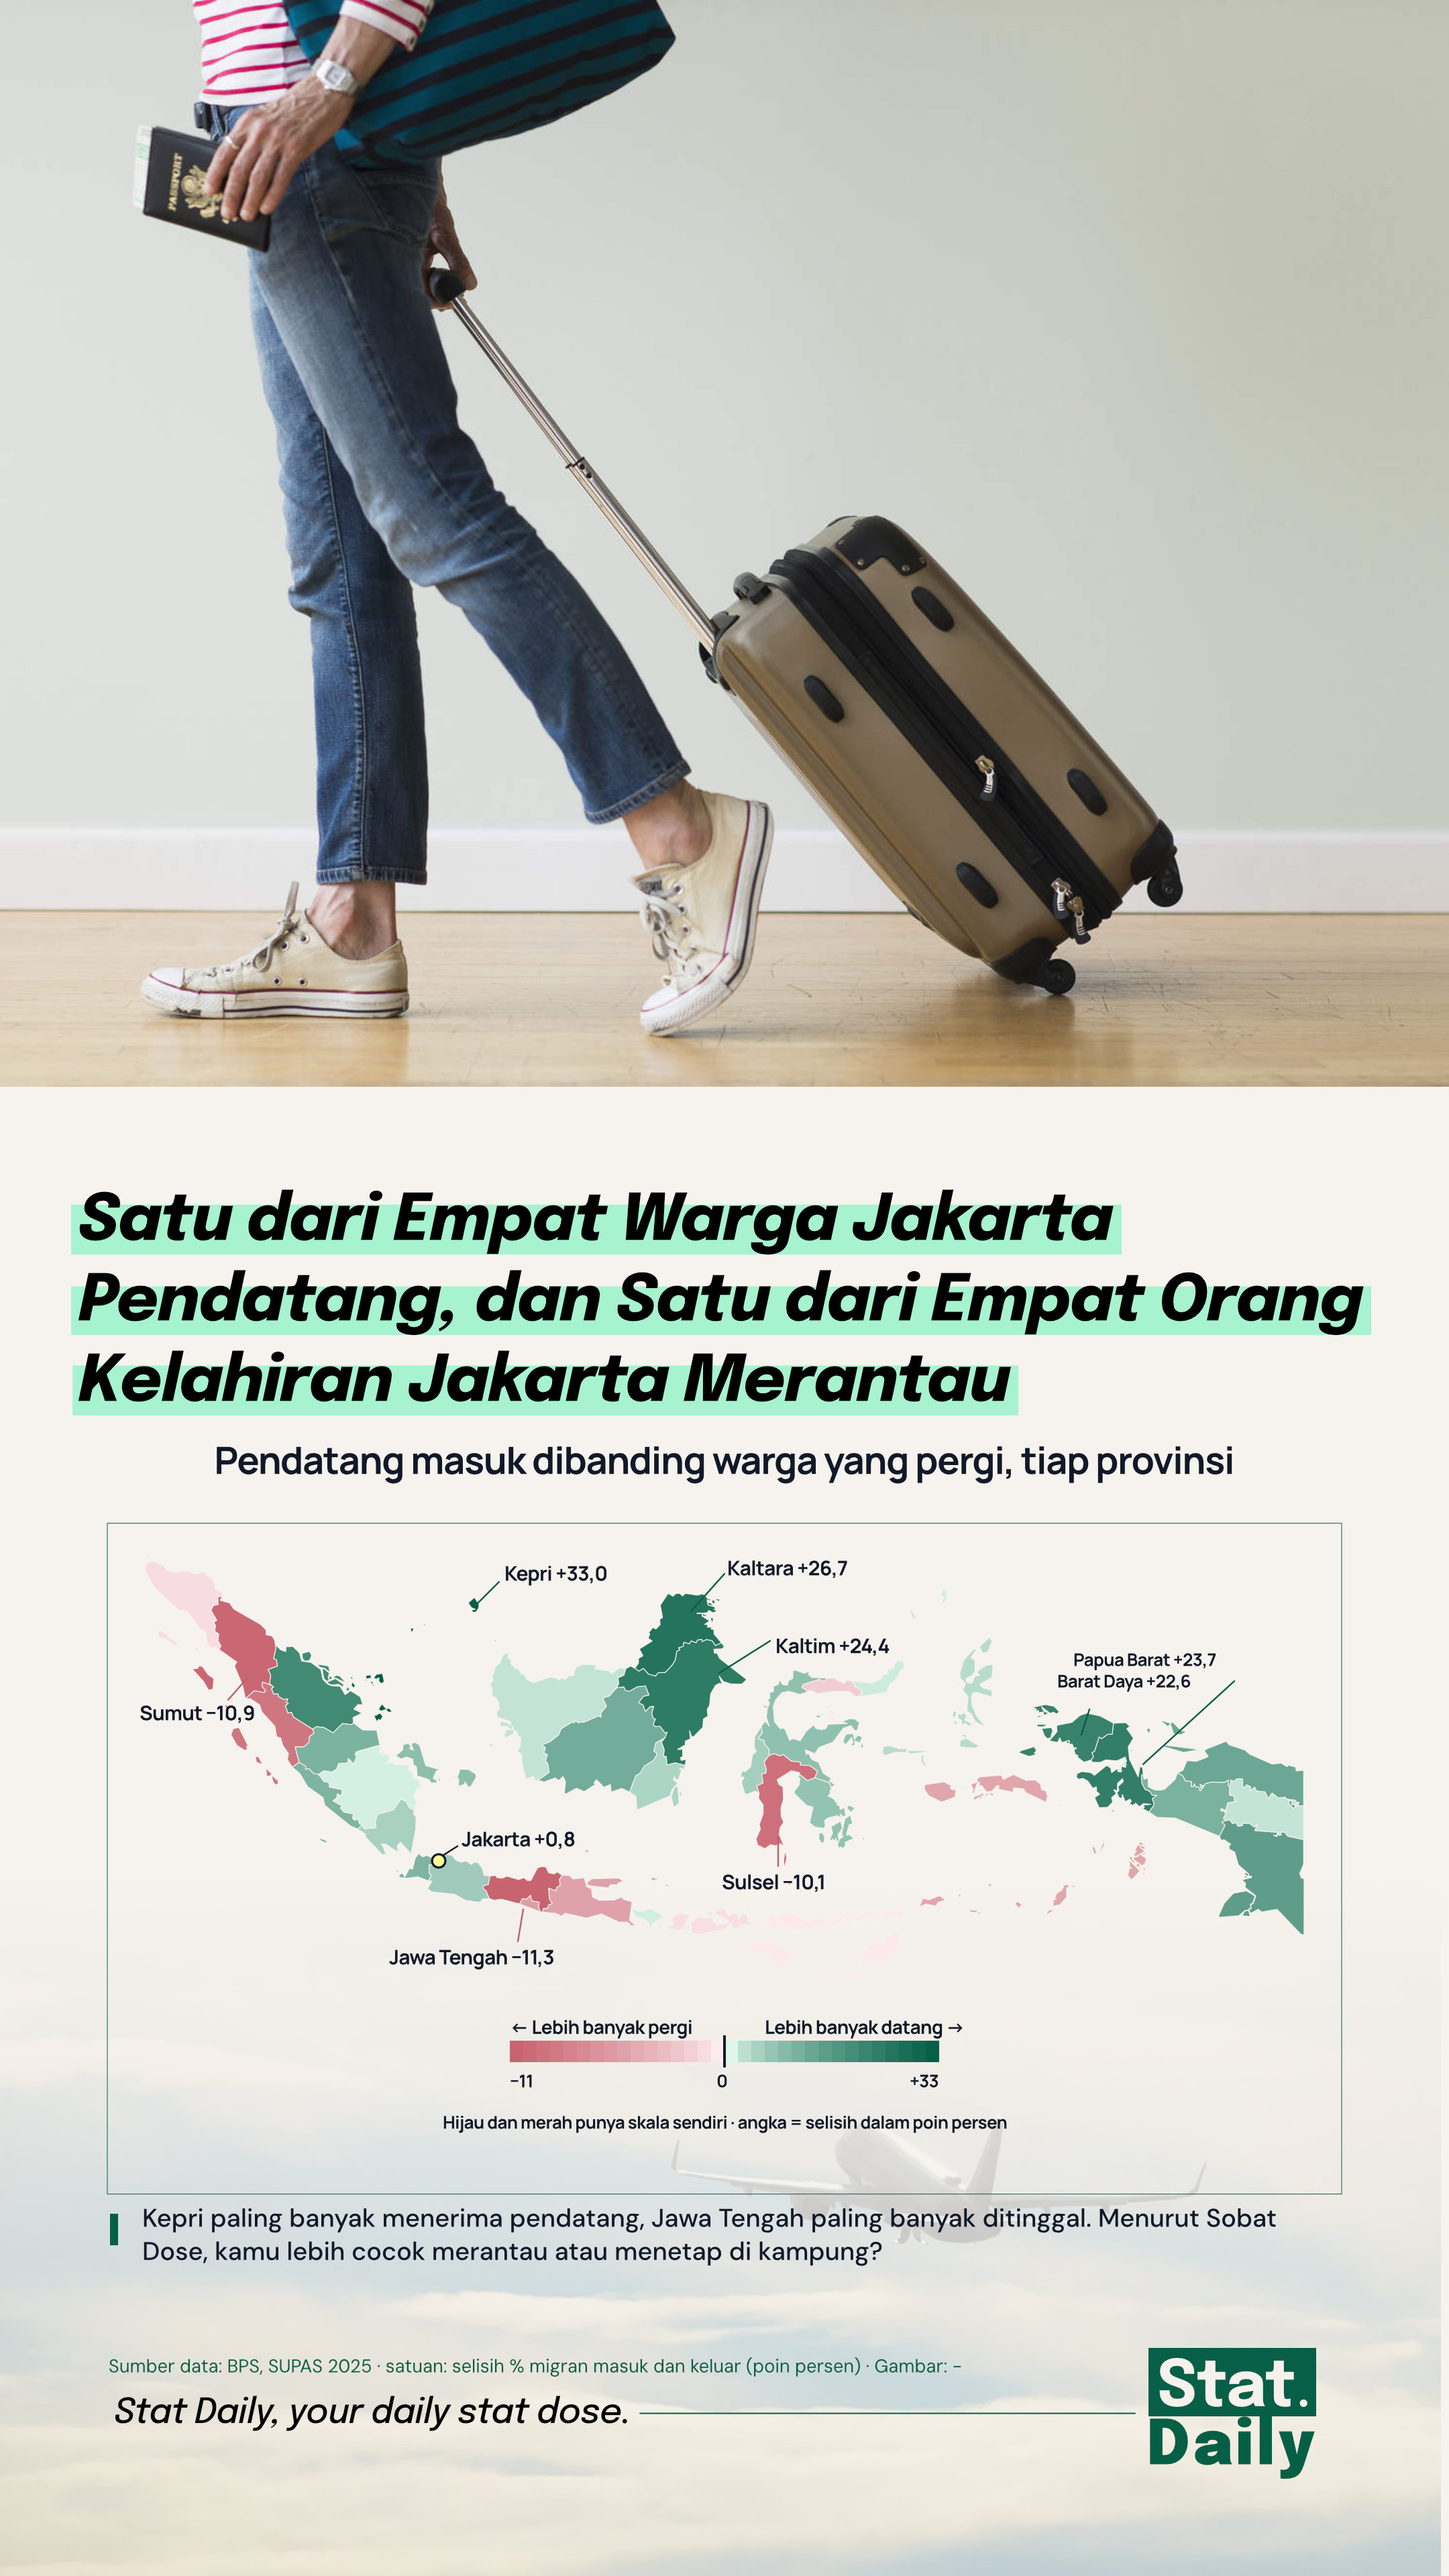 PASSPORT
Satu dari Empat Warga Jakarta
Pendatang, dan Satu dari Empat Orang
Kelahiran Jakarta Merantau
Pendatang masuk dibanding warga yang pergi, tiap provinsi
Kepri +33,0
Kaltara +26,7
Kaltim +24,4
Papua Barat +23,7
Barat Daya +22,6
Sumut −10,9
Jakarta +0,8
Sulsel −10,1
Jawa Tengah −11,3
← Lebih banyak pergi
Lebih banyak datang →
−11
0
+33
Hijau dan merah punya skala sendiri · angka = selisih dalam poin persen
Kepri paling banyak menerima pendatang, Jawa Tengah paling banyak ditinggal. Menurut Sobat
Dose, kamu lebih cocok merantau atau menetap di kampung?
Sumber data: BPS, SUPAS 2025 · satuan: selisih % migran masuk dan keluar (poin persen) · Gambar: –
Stat Daily, your daily stat dose.
Stat.
Daily